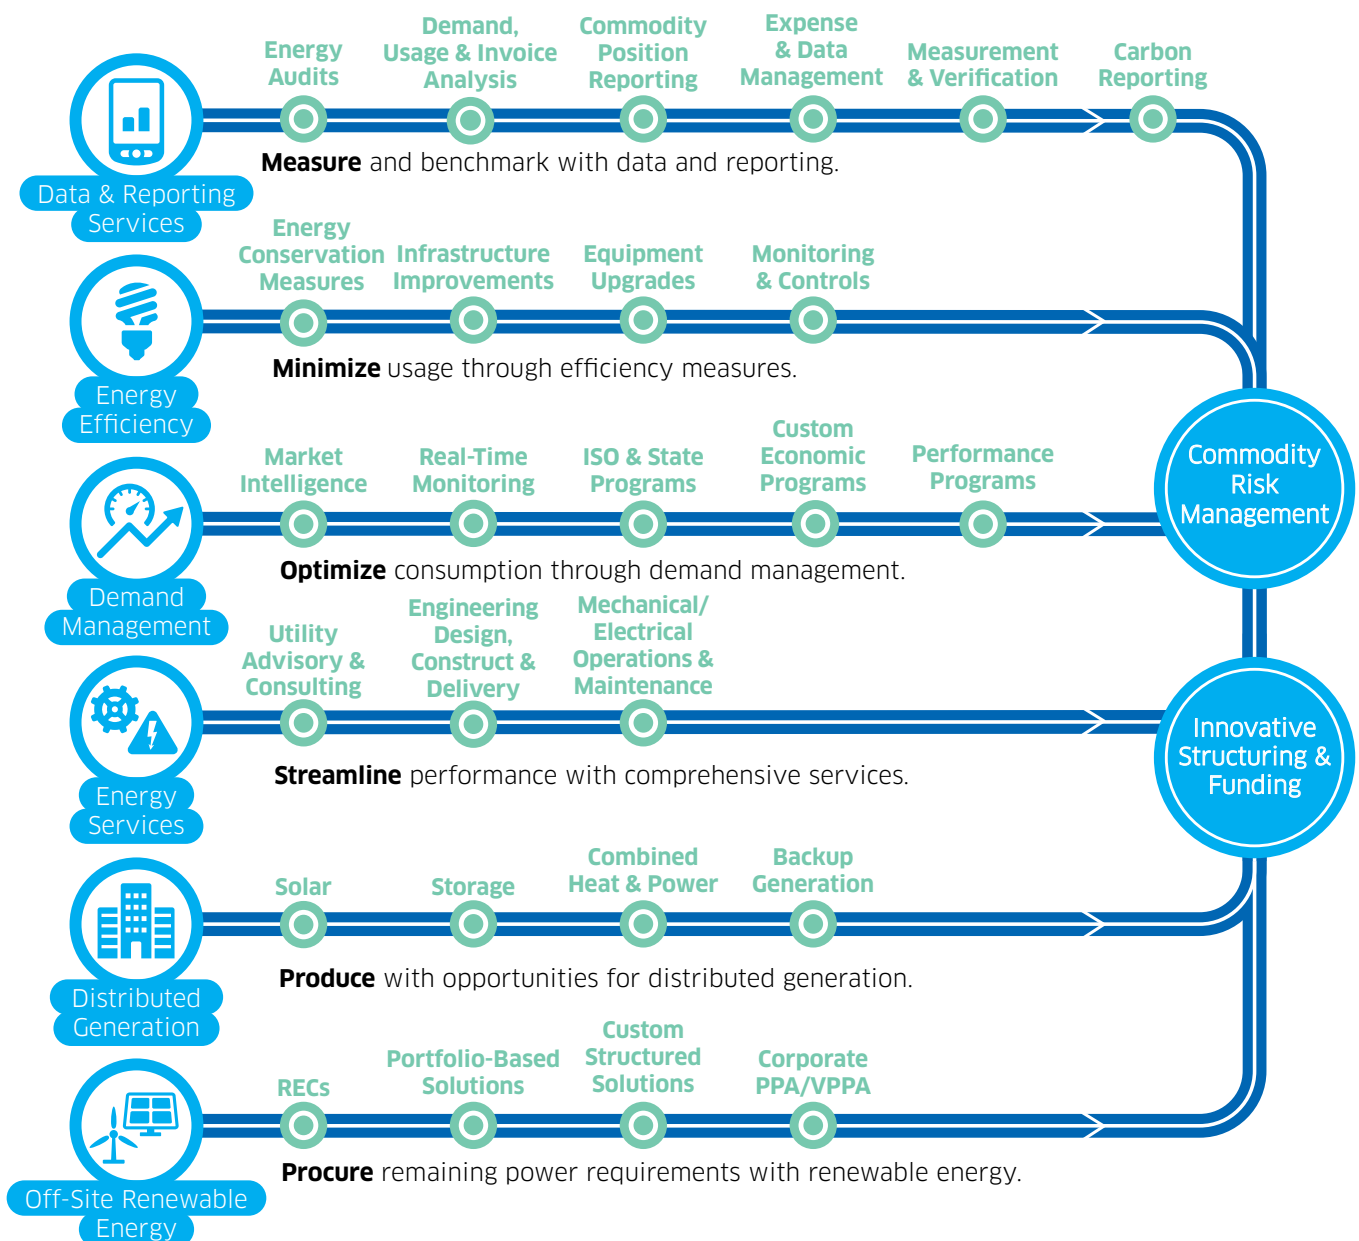 Energy
Audits
Demand,
Usage & Invoice
Analysis
Commodity
Position
Reporting
Expense
& Data
Management
Measurement
& Verification
Carbon
Reporting
Data & Reporting
Services
Measure and benchmark with data and reporting.
Energy
Conservation
Measures
Infrastructure
Improvements
Equipment
Upgrades
Monitoring
& Controls
Energy
Efficiency
Minimize usage through efficiency measures.
Market
Intelligence
Real-Time
Monitoring
ISO & State
Programs
Custom
Economic
Programs
Performance
Programs
Demand
Management
Optimize consumption through demand management.
Commodity
Risk
Management
Utility
Advisory &
Consulting
Engineering
Design,
Construct &
Delivery
Mechanical/
Electrical
Operations &
Maintenance
Energy
Services
Streamline performance with comprehensive services.
Innovative
Structuring &
Funding
Solar
Storage
Combined
Heat & Power
Backup
Generation
Distributed
Generation
Produce with opportunities for distributed generation.
RECs
Portfolio-Based
Solutions
Custom
Structured
Solutions
Corporate
PPA/VPPA
Off-Site Renewable
Energy
Procure remaining power requirements with renewable energy.